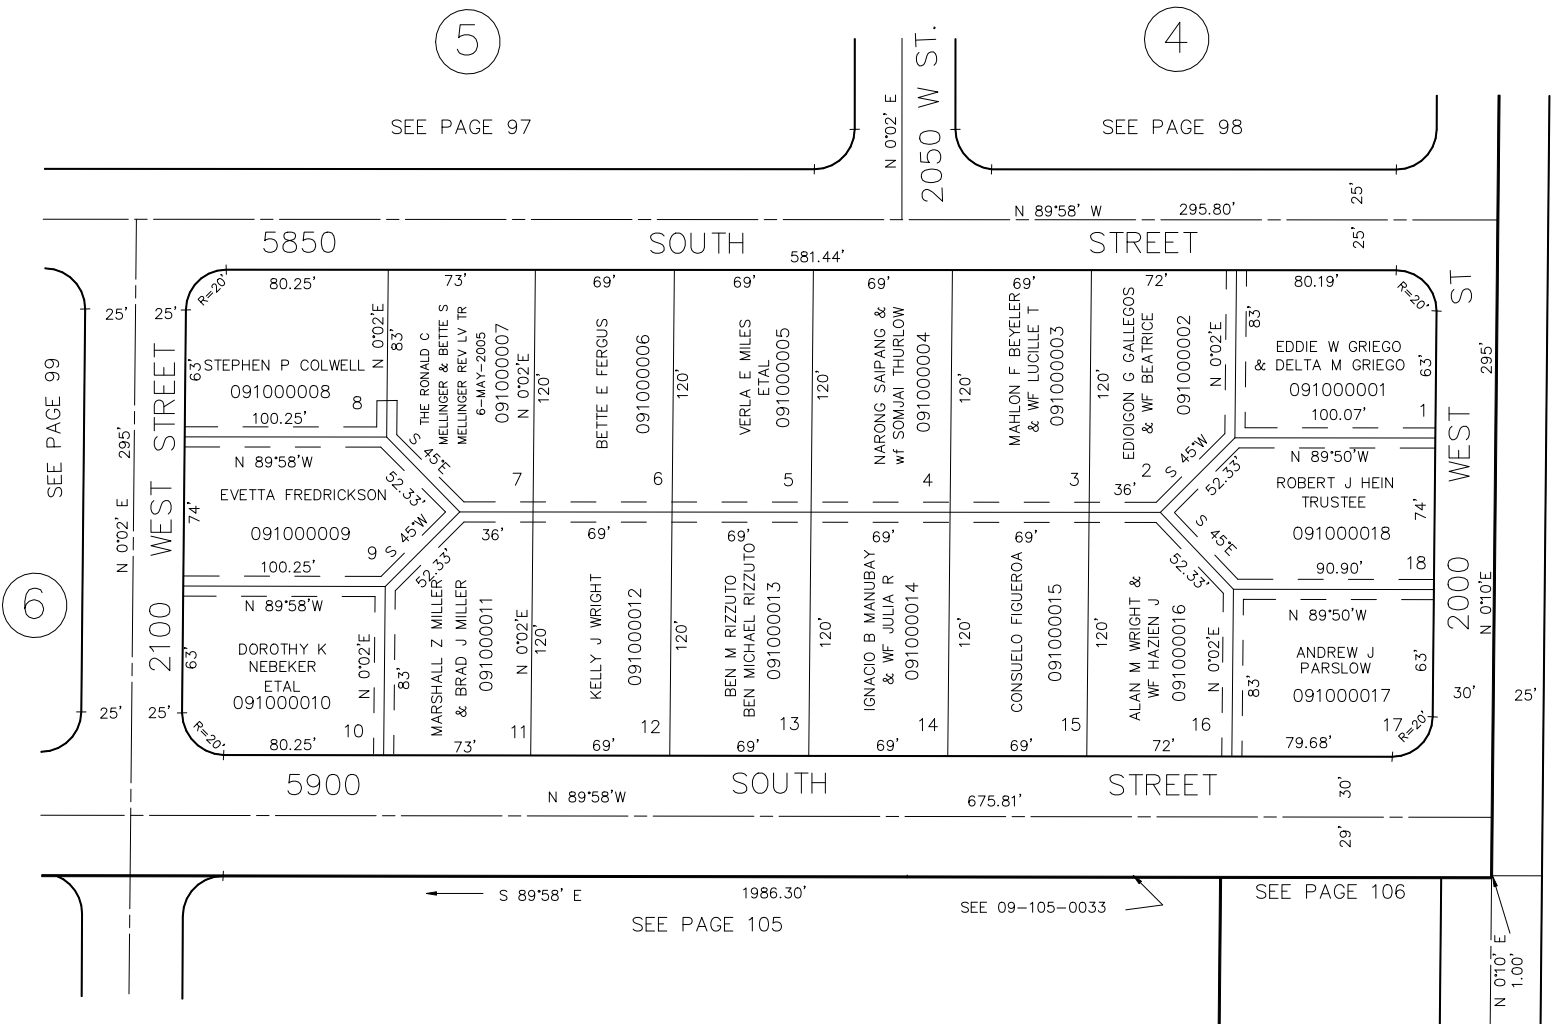 5
4
SEE PAGE 97
SEE PAGE 98
N 0°02' E
2050 W ST.
25'
N 89°58' W
295.80'
25'
5850
SOUTH
STREET
581.44'
R=20'
80.25'
73'
69'
69'
69'
69'
72'
80.19'
R=20'
25'
25'
SEE PAGE 99
295'
N 0°02' E
2100 WEST STREET
63'
STEPHEN P COLWELL
091000008
8
100.25'
N 89°58'W
N 0°02'E
83'
THE RONALD C
MELLINGER & BETTE S
MELLINGER REV LV TR
6-MAY-2005
091000007
N 0°02'E
120'
7
S 45°E
52.33'
BETTE E FERGUS
091000006
6
120'
VERLA E MILES
ETAL
091000005
5
120'
NARONG SAIPANG &
wf SOMJAI THURLOW
091000004
4
120'
MAHLON F BEYELER
& WF LUCILLE T
091000003
3
120'
EDIOIGON G GALLEGOS
& WF BEATRICE
091000002
2
36'
N 0°02'E
S 45°W
52.33'
83'
EDDIE W GRIEGO
& DELTA M GRIEGO
091000001
1
100.07'
63'
N 89°50'W
2000 WEST ST
295'
N 0°10'E
74'
EVETTA FREDRICKSON
091000009
9
100.25'
N 89°58'W
S 45°W
52.33'
36'
69'
69'
69'
69'
ROBERT J HEIN
TRUSTEE
091000018
18
74'
90.90'
N 89°50'W
S 45°E
52.33'
6
63'
DOROTHY K
NEBEKER
ETAL
091000010
10
N 0°02'E
83'
MARSHALL Z MILLER
& BRAD J MILLER
091000011
11
N 0°02'E
120'
KELLY J WRIGHT
091000012
12
120'
BEN M RIZZUTO
BEN MICHAEL RIZZUTO
091000013
13
120'
IGNACIO B MANUBAY
& WF JULIA R
091000014
14
120'
CONSUELO FIGUEROA
091000015
15
120'
ALAN M WRIGHT &
WF HAZIEN J
091000016
16
N 0°02'E
83'
ANDREW J
PARSLOW
091000017
17
63'
25'
25'
R=20'
80.25'
73'
69'
69'
69'
69'
72'
79.68'
R=20'
30'
25'
5900
SOUTH
STREET
N 89°58'W
675.81'
30'
29'
S 89°58' E
1986.30'
SEE 09-105-0033
SEE PAGE 105
SEE PAGE 106
N 0°10' E
1.00'